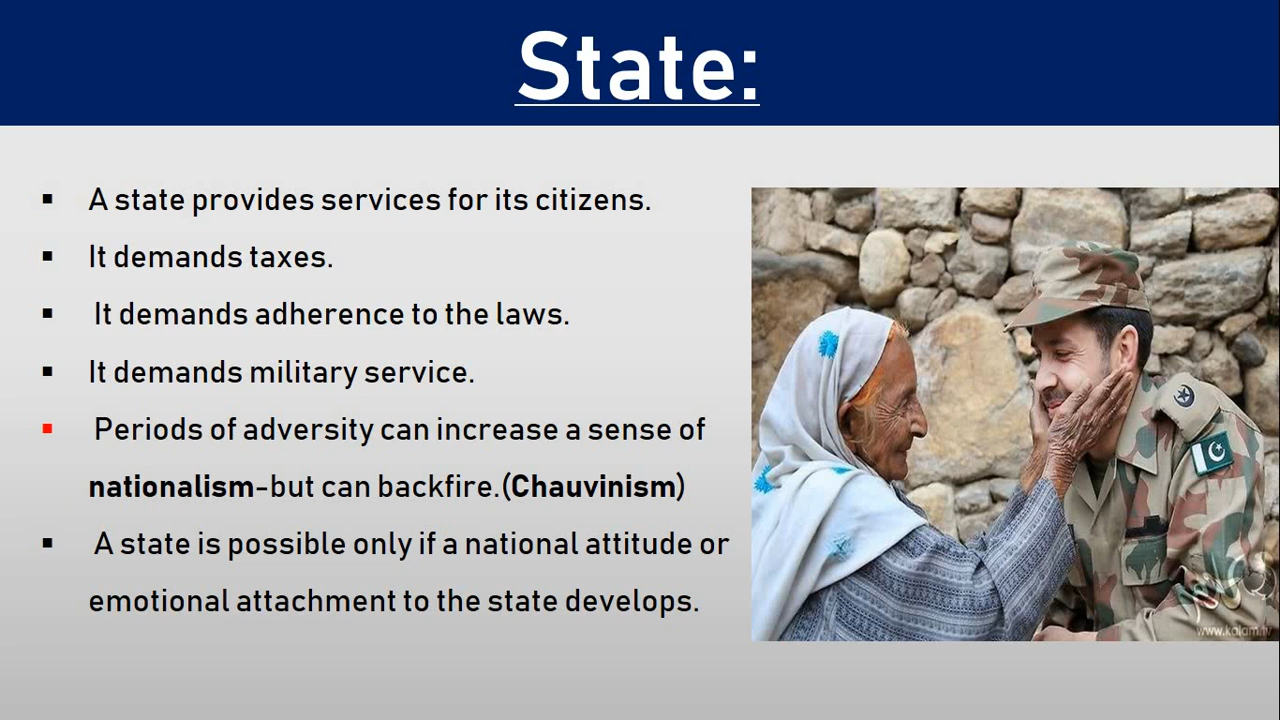 State:
▪ A state provides services for its citizens.
▪ It demands taxes.
▪ It demands adherence to the laws.
▪ It demands military service.
▪ Periods of adversity can increase a sense of
nationalism-but can backfire.(Chauvinism)
▪ A state is possible only if a national attitude or
emotional attachment to the state develops.
www.kalam.tv